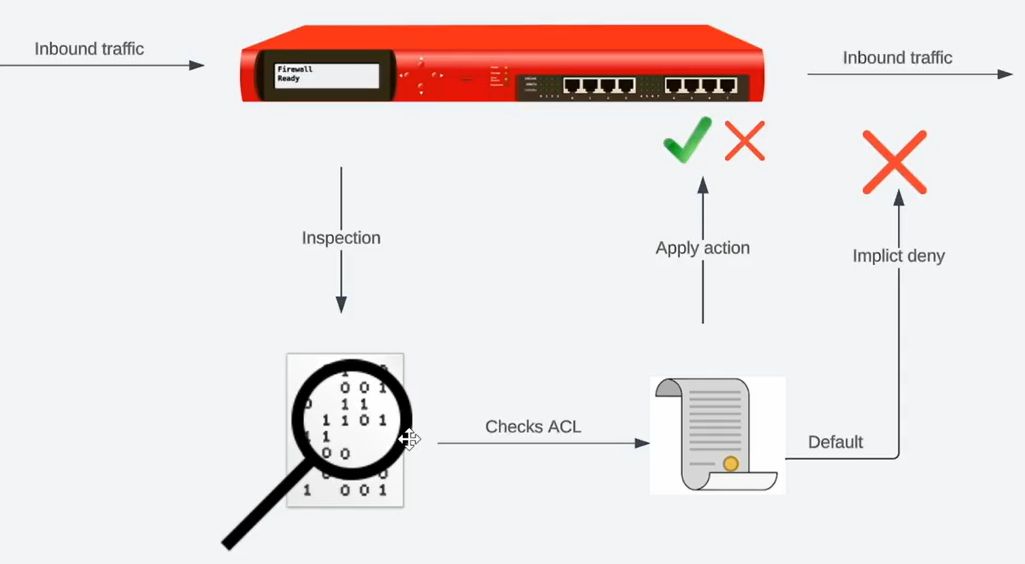 Inbound traffic
Firewall
Ready
Inbound traffic
Inspection
Apply action
Implict deny
Checks ACL
Default
0 0 1
1 1
1 1 0 1
1
0 0
1 0 0 1